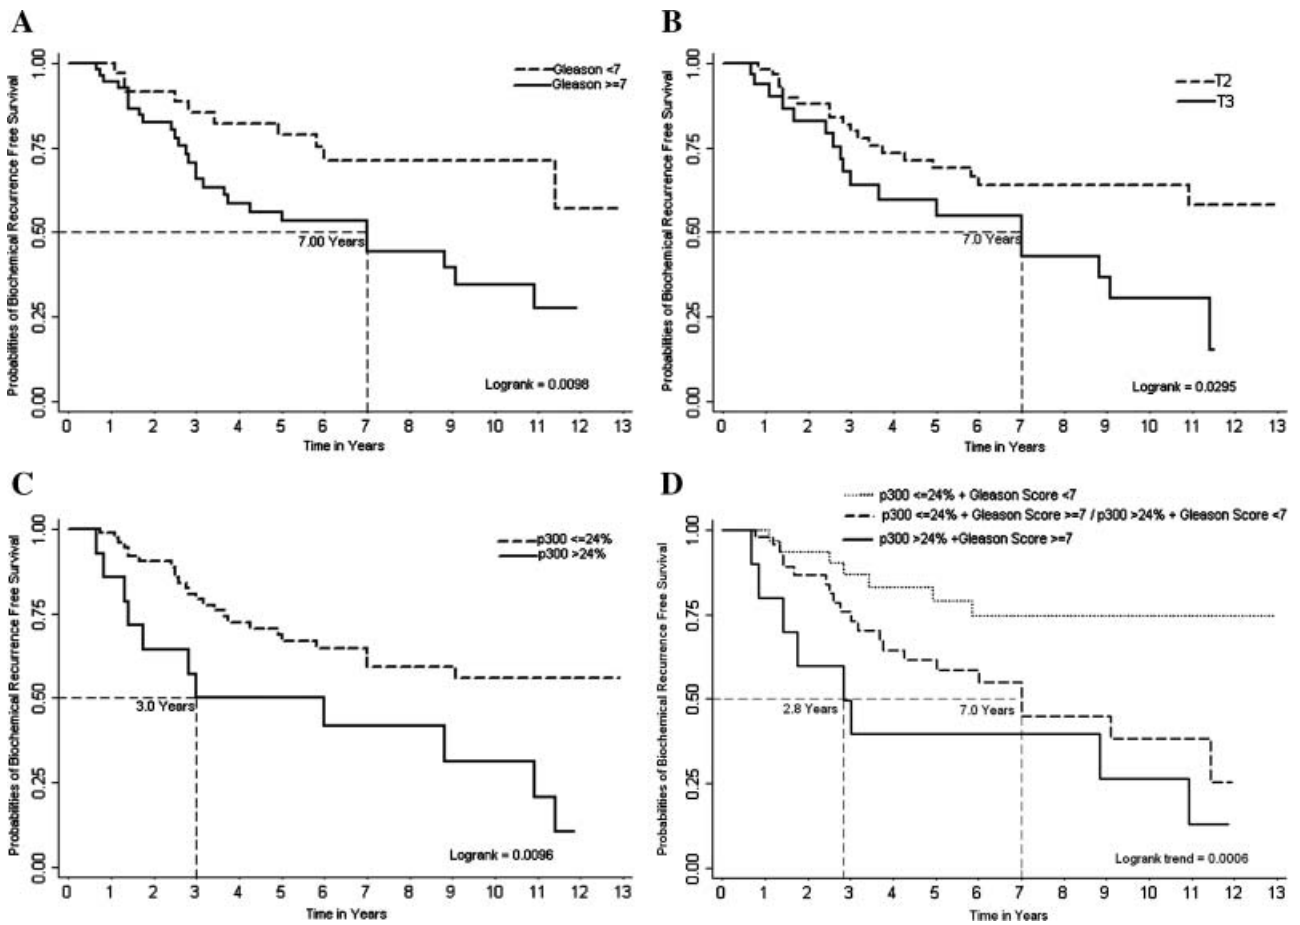 A
Probabilities of Biochemical Recurrence Free Survival
1.00
0.75
0.50
0.25
0.00
Gleason <7
Gleason >=7
7.00 Years
Logrank = 0.0098
0 1 2 3 4 5 6 7 8 9 10 11 12 13
Time in Years
B
Probabilities of Biochemical Recurrence Free Survival
1.00
0.75
0.50
0.25
0.00
T2
T3
7.0 Years
Logrank = 0.0295
0 1 2 3 4 5 6 7 8 9 10 11 12 13
Time in Years
C
Probabilities of Biochemical Recurrence Free Survival
1.00
0.75
0.50
0.25
0.00
p300 <=24%
p300 >24%
3.0 Years
Logrank = 0.0096
0 1 2 3 4 5 6 7 8 9 10 11 12 13
Time in Years
D
p300 <=24% + Gleason Score <7
p300 <=24% + Gleason Score >=7 / p300 >24% + Gleason Score <7
p300 >24% +Gleason Score >=7
Probabilities of Biochemical Recurrence Free Survival
1.00
0.75
0.50
0.25
0.00
2.8 Years
7.0 Years
Logrank trend = 0.0006
0 1 2 3 4 5 6 7 8 9 10 11 12 13
Time in Years